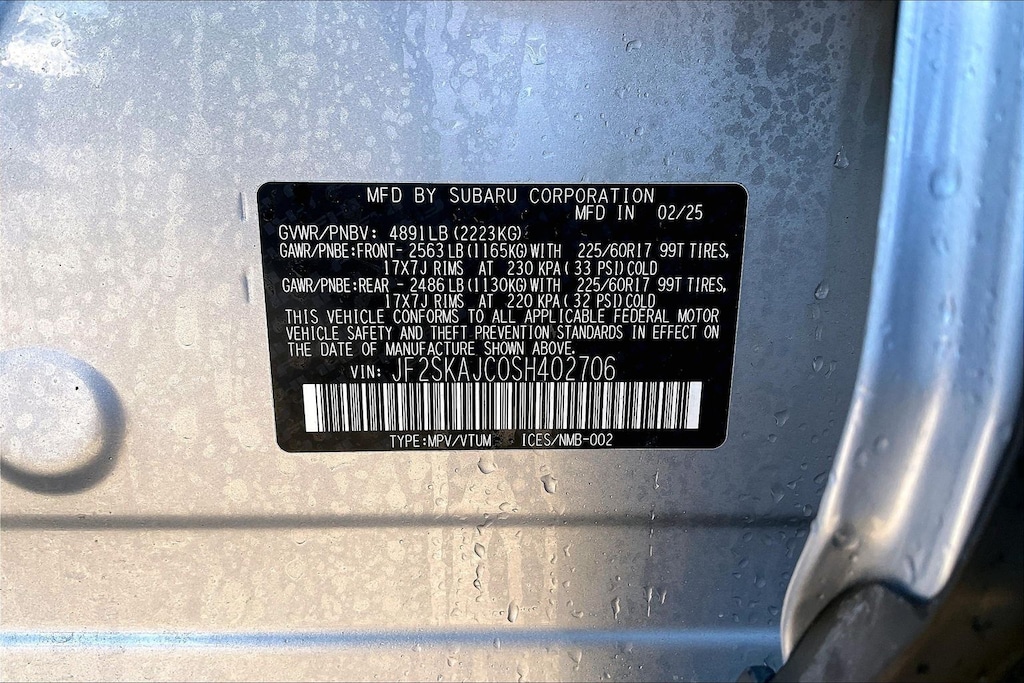 MFD BY SUBARU CORPORATION
MFD IN 02/25
GVWR/PNBV: 4891LB (2223KG)
GAWR/PNBE:FRONT- 2563 LB (1165KG) WITH 225/60R17 99T TIRES,
17X7J RIMS AT 230 KPA ( 33 PSI) COLD
GAWR/PNBE:REAR - 2486 LB (1130KG) WITH 225/60R17 99T TIRES,
17X7J RIMS AT 220 KPA ( 32 PSI) COLD
THIS VEHICLE CONFORMS TO ALL APPLICABLE FEDERAL MOTOR
VEHICLE SAFETY AND THEFT PREVENTION STANDARDS IN EFFECT ON
THE DATE OF MANUFACTURE SHOWN ABOVE.
VIN: JF2SKAJC0SH402706
TYPE:MPV/VTUM ICES/NMB-002